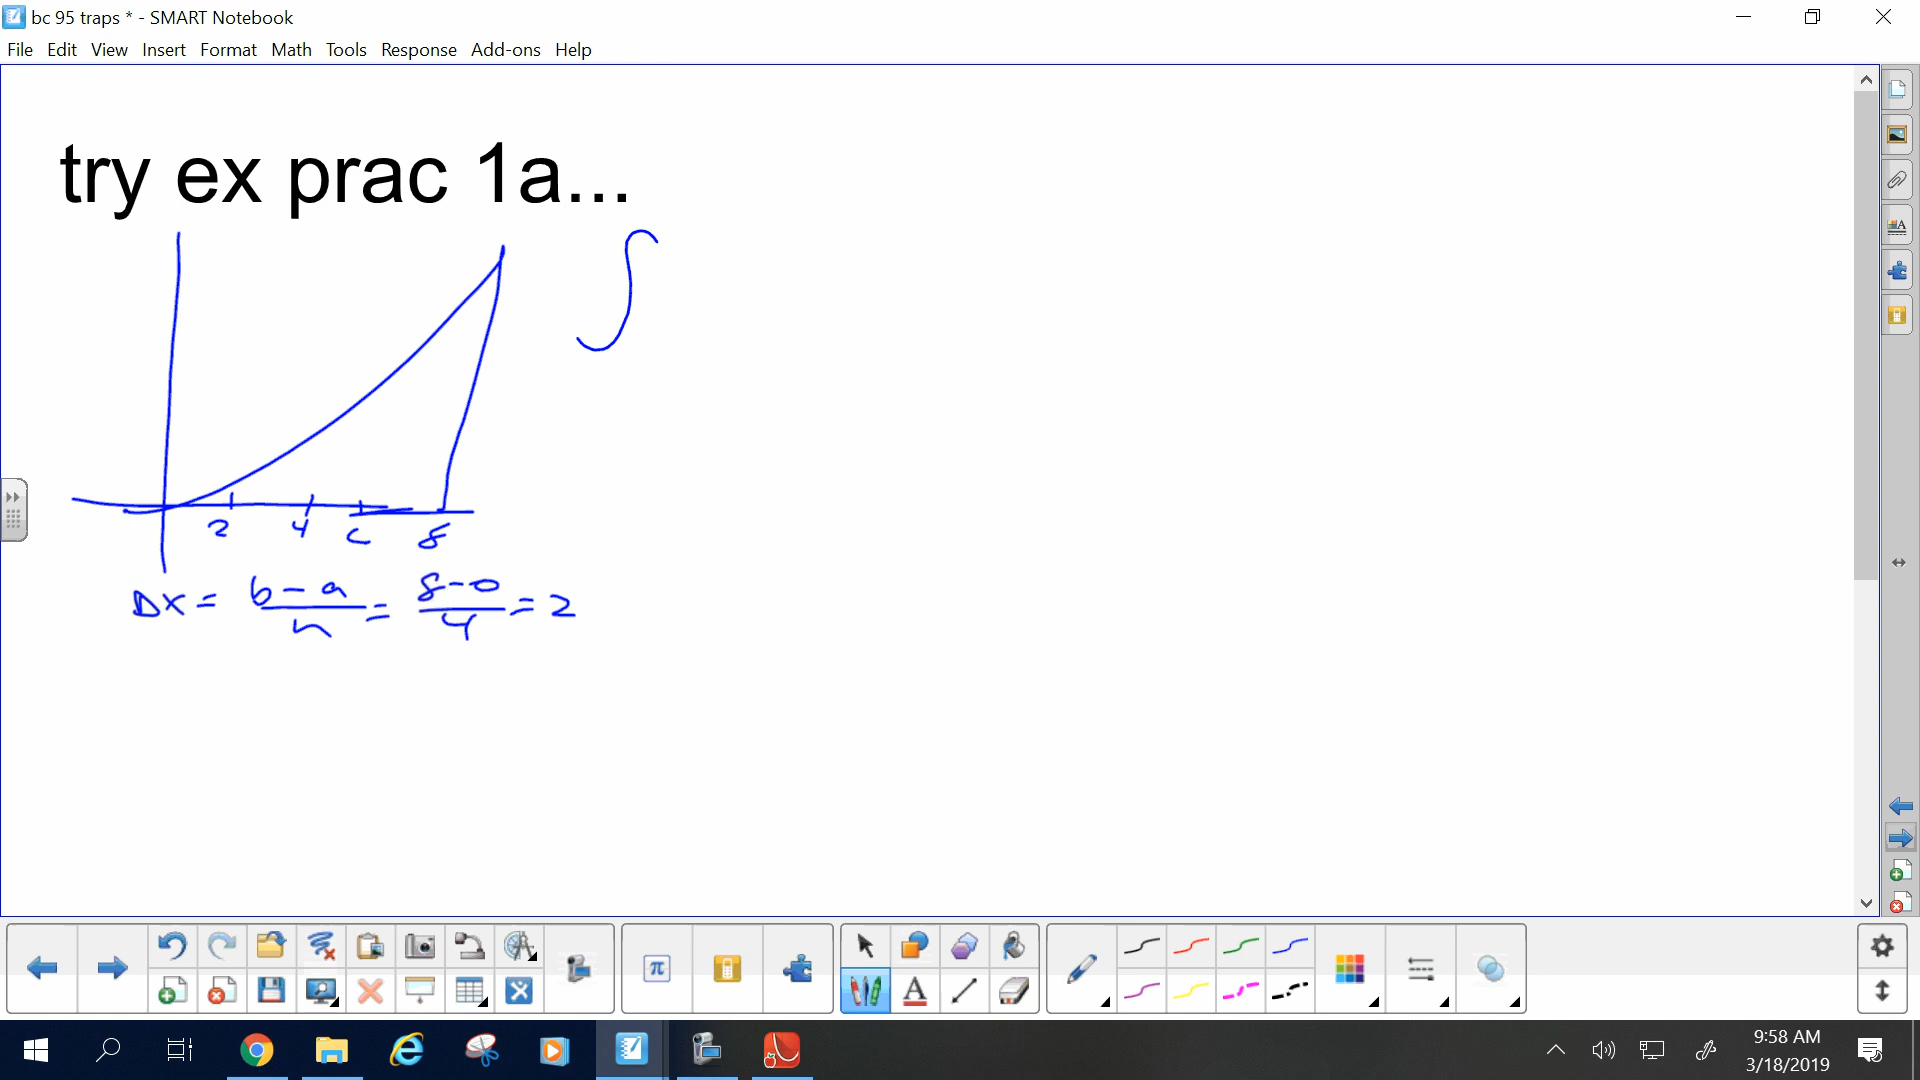 bc 95 traps * - SMART Notebook
File Edit View Insert Format Math Tools Response Add-ons Help
try ex prac 1a...
∫
2 4 6 8
Δx = b-a/n = 8-0/4 = 2
π
A
9:58 AM
3/18/2019